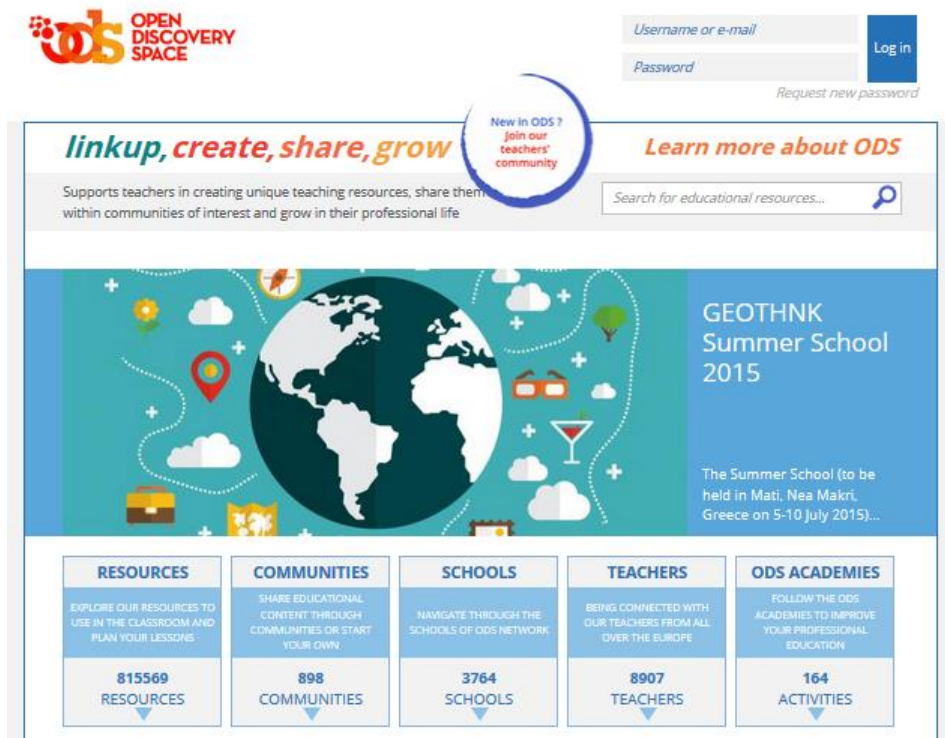 ods OPEN
DISCOVERY
SPACE
Username or e-mail
Password
Log in
Request new password
linkup, create, share, grow
New in ODS ?
Join our
teachers'
community
Learn more about ODS
Supports teachers in creating unique teaching resources, share them
within communities of interest and grow in their professional life
Search for educational resources...
GEOTHNK
Summer School
2015
The Summer School (to be
held in Mati, Nea Makri,
Greece on 5-10 July 2015)...
RESOURCES
EXPLORE OUR RESOURCES TO
USE IN THE CLASSROOM AND
PLAN YOUR LESSONS
815569
RESOURCES
COMMUNITIES
SHARE EDUCATIONAL
CONTENT THROUGH
COMMUNITIES OR START
YOUR OWN
898
COMMUNITIES
SCHOOLS
NAVIGATE THROUGH THE
SCHOOLS OF ODS NETWORK
3764
SCHOOLS
TEACHERS
BEING CONNECTED WITH
OUR TEACHERS FROM ALL
OVER THE EUROPE
8907
TEACHERS
ODS ACADEMIES
FOLLOW THE ODS
ACADEMIES TO IMPROVE
YOUR PROFESSIONAL
EDUCATION
164
ACTIVITIES